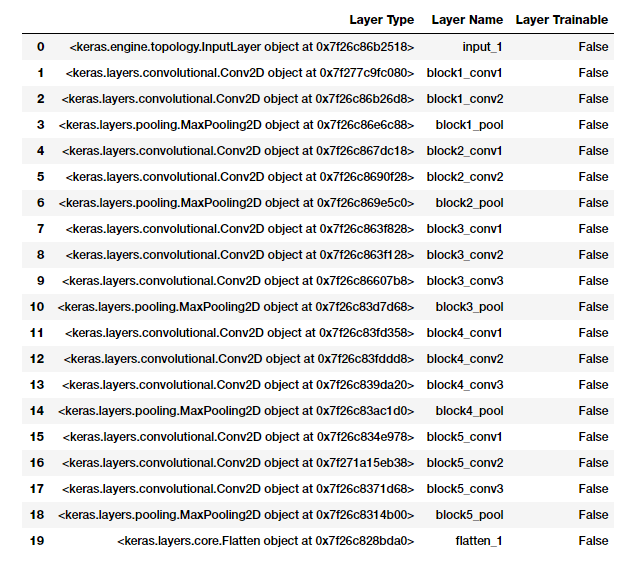 Layer Type Layer Name Layer Trainable
0 <keras.engine.topology.InputLayer object at 0x7f26c86b2518> input_1 False
1 <keras.layers.convolutional.Conv2D object at 0x7f277c9fc080> block1_conv1 False
2 <keras.layers.convolutional.Conv2D object at 0x7f26c86b26d8> block1_conv2 False
3 <keras.layers.pooling.MaxPooling2D object at 0x7f26c86e6c88> block1_pool False
4 <keras.layers.convolutional.Conv2D object at 0x7f26c867dc18> block2_conv1 False
5 <keras.layers.convolutional.Conv2D object at 0x7f26c8690f28> block2_conv2 False
6 <keras.layers.pooling.MaxPooling2D object at 0x7f26c869e5c0> block2_pool False
7 <keras.layers.convolutional.Conv2D object at 0x7f26c863f828> block3_conv1 False
8 <keras.layers.convolutional.Conv2D object at 0x7f26c863f128> block3_conv2 False
9 <keras.layers.convolutional.Conv2D object at 0x7f26c86607b8> block3_conv3 False
10 <keras.layers.pooling.MaxPooling2D object at 0x7f26c83d7d68> block3_pool False
11 <keras.layers.convolutional.Conv2D object at 0x7f26c83fd358> block4_conv1 False
12 <keras.layers.convolutional.Conv2D object at 0x7f26c83fddd8> block4_conv2 False
13 <keras.layers.convolutional.Conv2D object at 0x7f26c839da20> block4_conv3 False
14 <keras.layers.pooling.MaxPooling2D object at 0x7f26c83ac1d0> block4_pool False
15 <keras.layers.convolutional.Conv2D object at 0x7f26c834e978> block5_conv1 False
16 <keras.layers.convolutional.Conv2D object at 0x7f271a15eb38> block5_conv2 False
17 <keras.layers.convolutional.Conv2D object at 0x7f26c8371d68> block5_conv3 False
18 <keras.layers.pooling.MaxPooling2D object at 0x7f26c8314b00> block5_pool False
19 <keras.layers.core.Flatten object at 0x7f26c828bda0> flatten_1 False